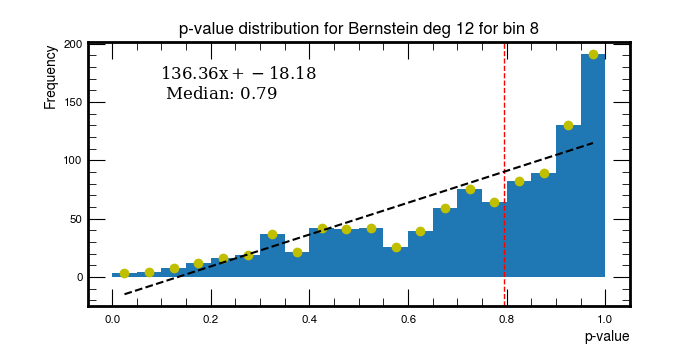 p-value distribution for Bernstein deg 12 for bin 8
Frequency
200
150
100
50
0
136.36x + −18.18
Median: 0.79
0.0 0.2 0.4 0.6 0.8 1.0
p-value